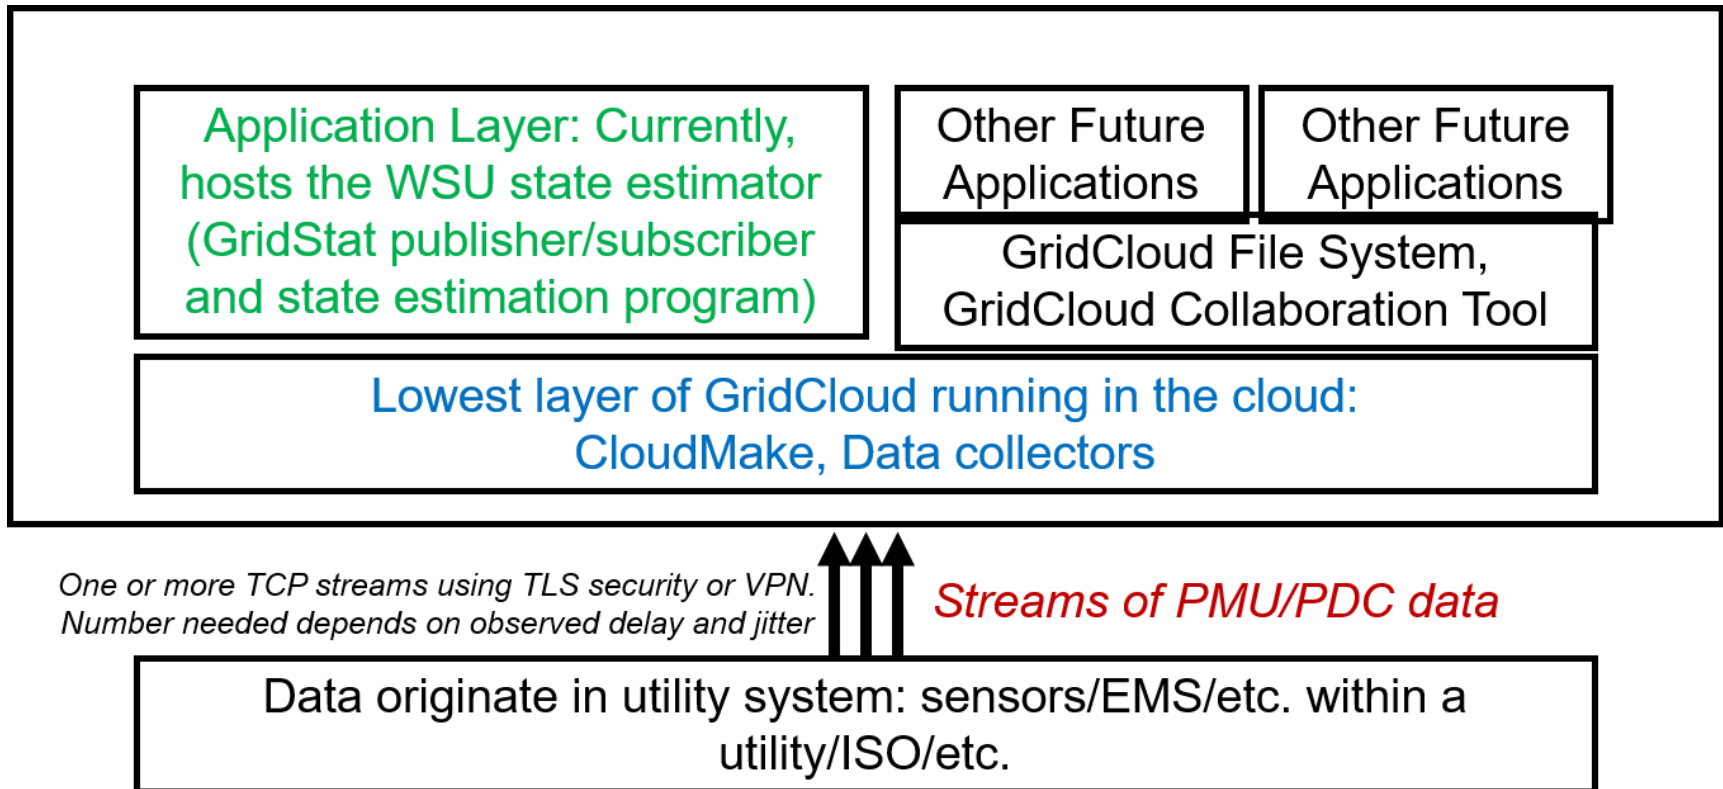 Application Layer: Currently,
hosts the WSU state estimator
(GridStat publisher/subscriber
and state estimation program)
Other Future
Applications
Other Future
Applications
GridCloud File System,
GridCloud Collaboration Tool
Lowest layer of GridCloud running in the cloud:
CloudMake, Data collectors
One or more TCP streams using TLS security or VPN.
Number needed depends on observed delay and jitter
Streams of PMU/PDC data
Data originate in utility system: sensors/EMS/etc. within a
utility/ISO/etc.